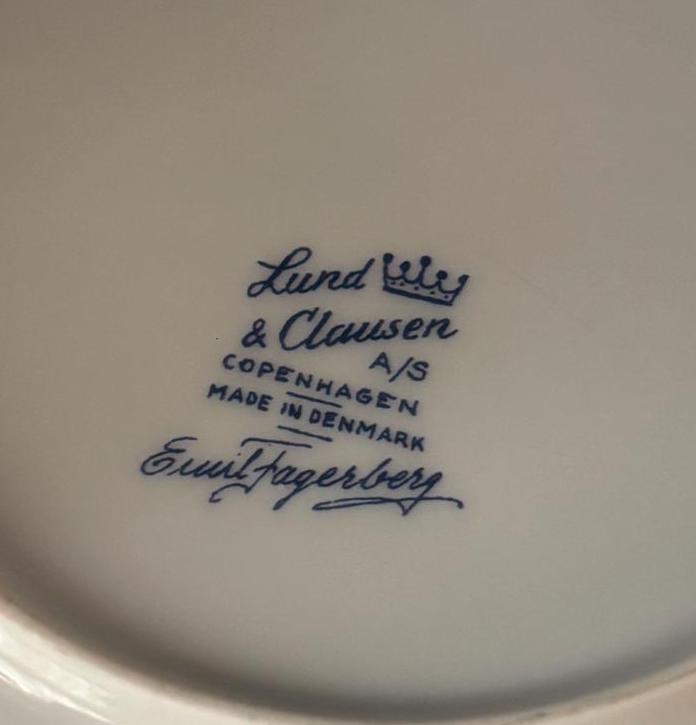 Lund
& Clausen
A/S
COPENHAGEN
MADE IN DENMARK
Emil Fagerberg